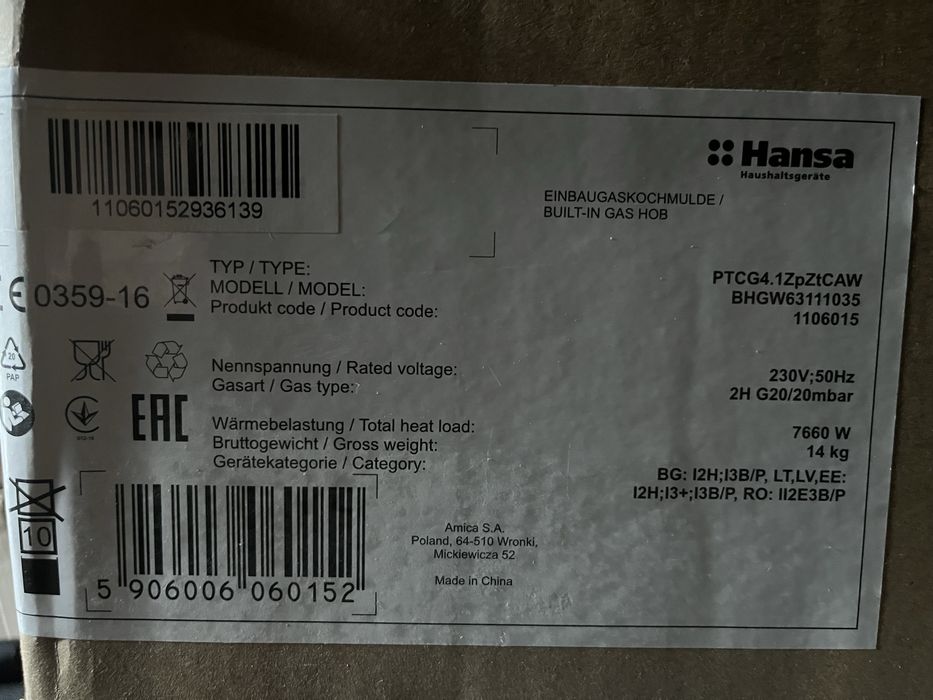 11060152936139
Hansa
Haushaltsgeräte
EINBAUGASKOCHMULDE /
BUILT-IN GAS HOB
CE 0359-16
TYP / TYPE: PTCG4.1ZpZtCAW
MODELL / MODEL: BHGW63111035
Produkt code / Product code: 1106015
20
PAP
Nennspannung / Rated voltage: 230V;50Hz
Gasart / Gas type: 2H G20/20mbar
EAC
Wärmebelastung / Total heat load: 7660 W
Bruttogewicht / Gross weight: 14 kg
Gerätekategorie / Category: BG: I2H;I3B/P, LT,LV,EE:
I2H;I3+;I3B/P, RO: II2E3B/P
10
5 906006 060152
Amica S.A.
Poland, 64-510 Wronki,
Mickiewicza 52
Made in China